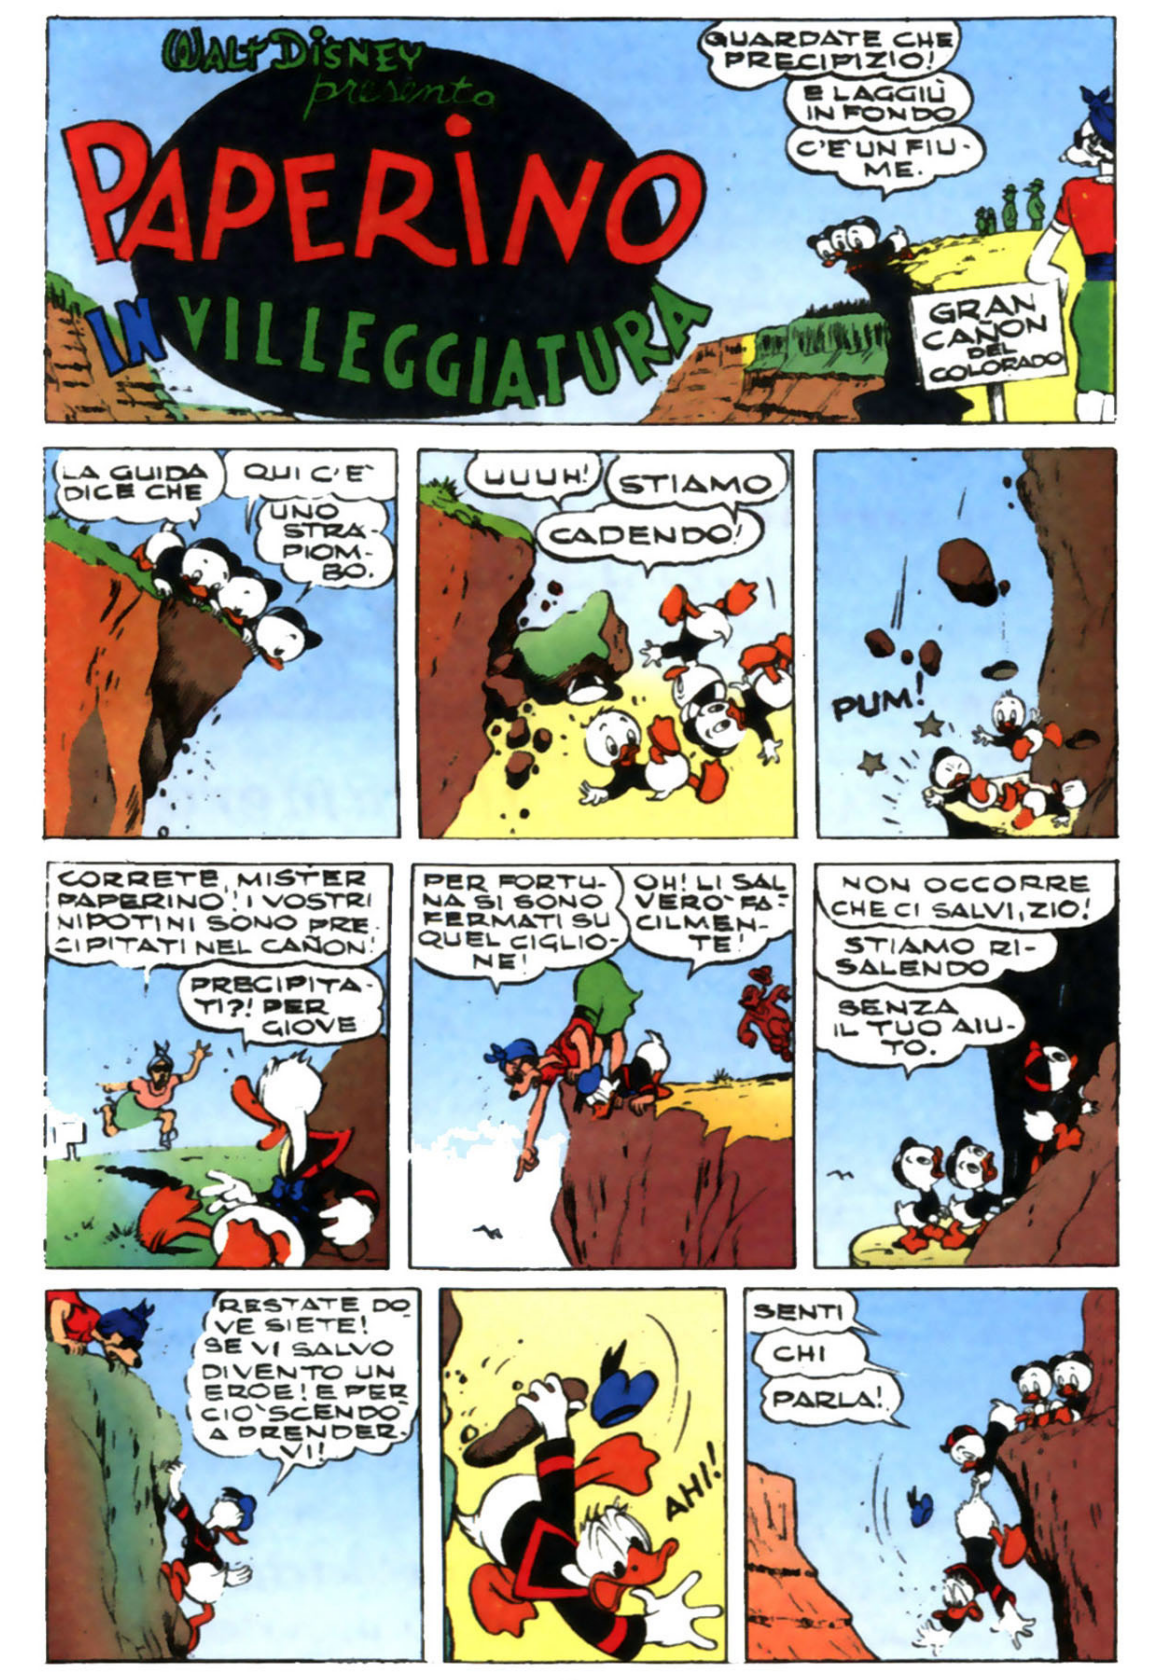 WALT DISNEY
presenta
PAPERINO
IN VILLEGGIATURA
GUARDATE CHE
PRECIPIZIO!
E LAGGIÙ
IN FONDO
C'E' UN FIU-
ME.
GRAN
CAÑON
DEL
COLORADO
LA GUIDA
DICE CHE
QUI C'E'
UNO
STRA-
PIOM-
BO.
UUUH!
STIAMO
CADENDO!
PUM!
CORRETE, MISTER
PAPERINO! I VOSTRI
NIPOTINI SONO PRE-
CIPITATI NEL CAÑON!
PRECIPITA-
TI?! PER
GIOVE
PER FORTU-
NA SI SONO
FERMATI SU
QUEL CIGLIO-
NE!
OH! LI SAL
VERO' FA-
CILMEN-
TE!
NON OCCORRE
CHE CI SALVI, ZIO!
STIAMO RI-
SALENDO
SENZA
IL TUO AIU-
TO.
RESTATE DO-
VE SIETE!
SE VI SALVO
DIVENTO UN
EROE! E PER
CIO' SCENDO
A PRENDER-
VI!
AHI!
SENTI
CHI
PARLA!